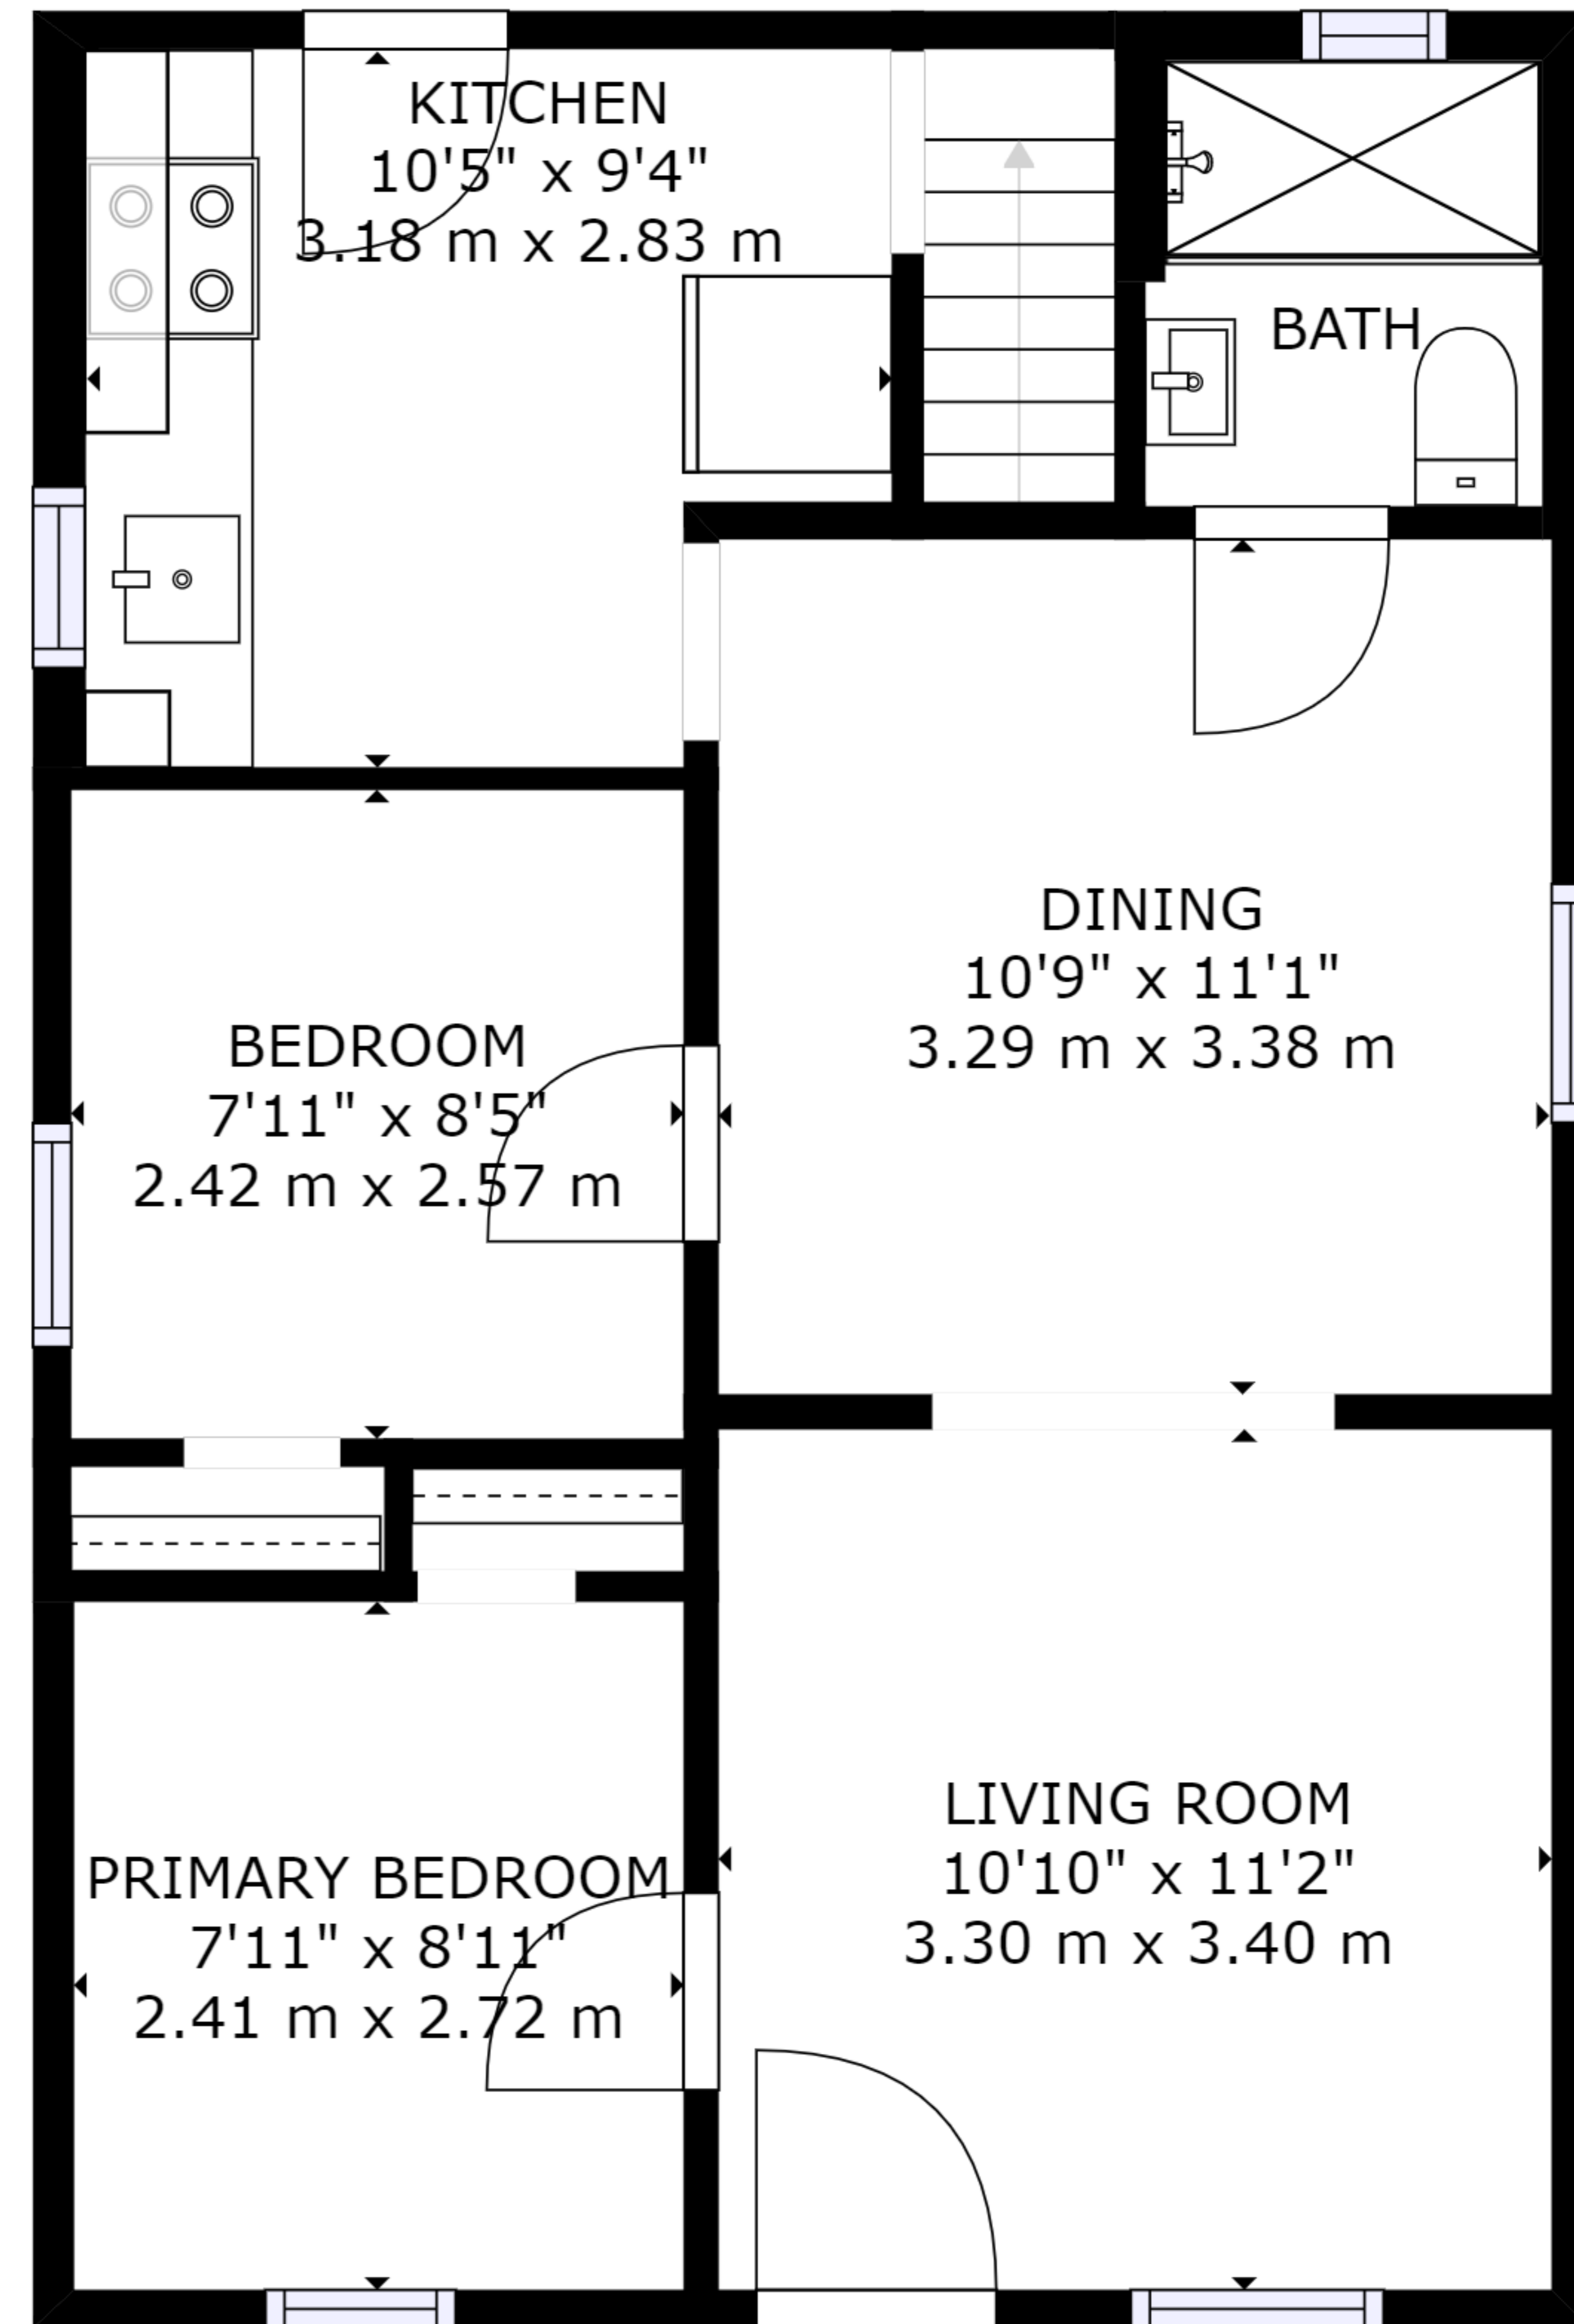 KITCHEN
10'5" x 9'4"
3.18 m x 2.83 m
BATH
DINING
10'9" x 11'1"
3.29 m x 3.38 m
BEDROOM
7'11" x 8'5"
2.42 m x 2.57 m
LIVING ROOM
10'10" x 11'2"
3.30 m x 3.40 m
PRIMARY BEDROOM
7'11" x 8'11"
2.41 m x 2.72 m